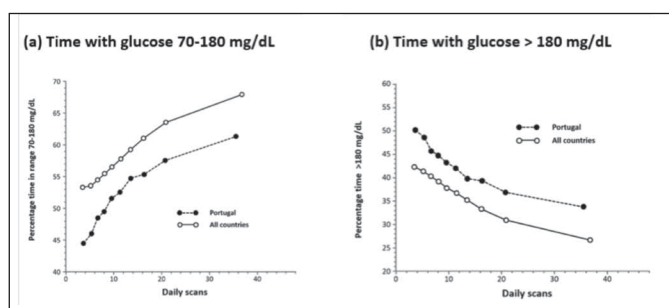 (a) Time with glucose 70-180 mg/dL
Percentage time in range 70-180 mg/dL
70
65
60
55
50
45
40
0
10
20
30
40
Portugal
All countries
Daily scans
(b) Time with glucose > 180 mg/dL
Percentage time >180 mg/dL
60
55
50
45
40
35
30
25
20
0
10
20
30
40
Portugal
All countries
Daily scans